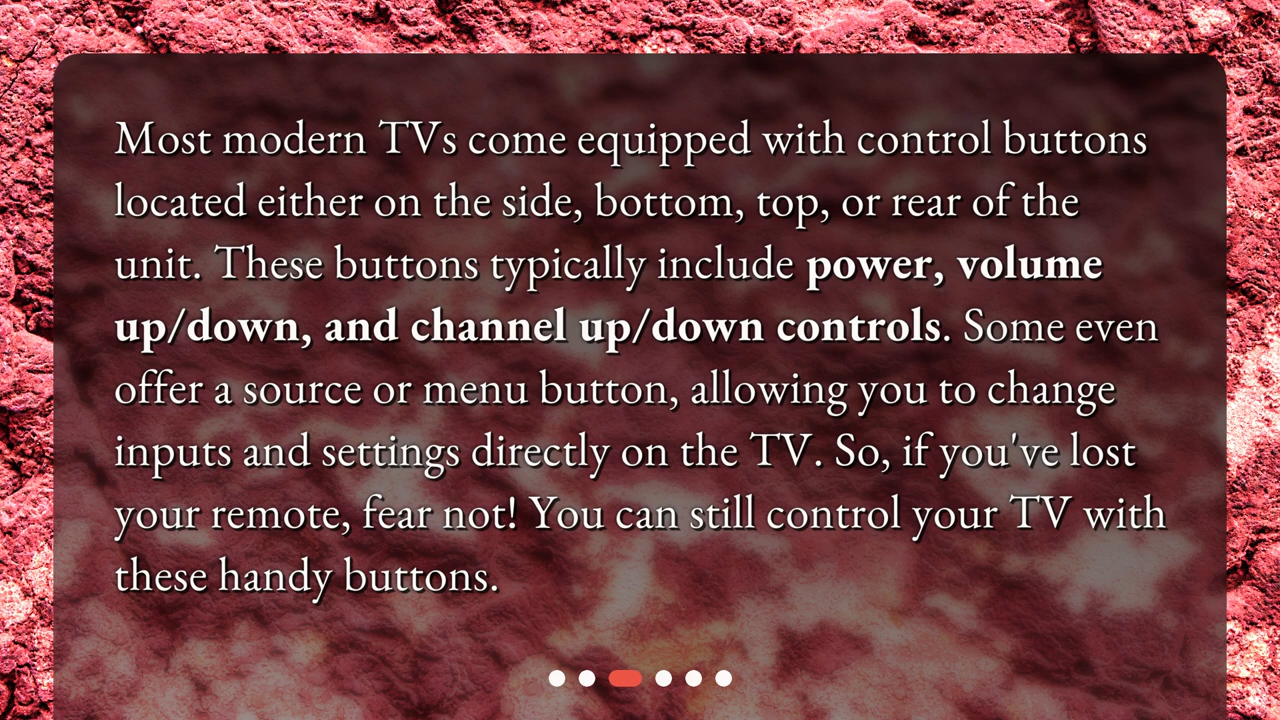 Most modern TVs come equipped with control buttons
located either on the side, bottom, top, or rear of the
unit. These buttons typically include power, volume
up/down, and channel up/down controls. Some even
offer a source or menu button, allowing you to change
inputs and settings directly on the TV. So, if you've lost
your remote, fear not! You can still control your TV with
these handy buttons.